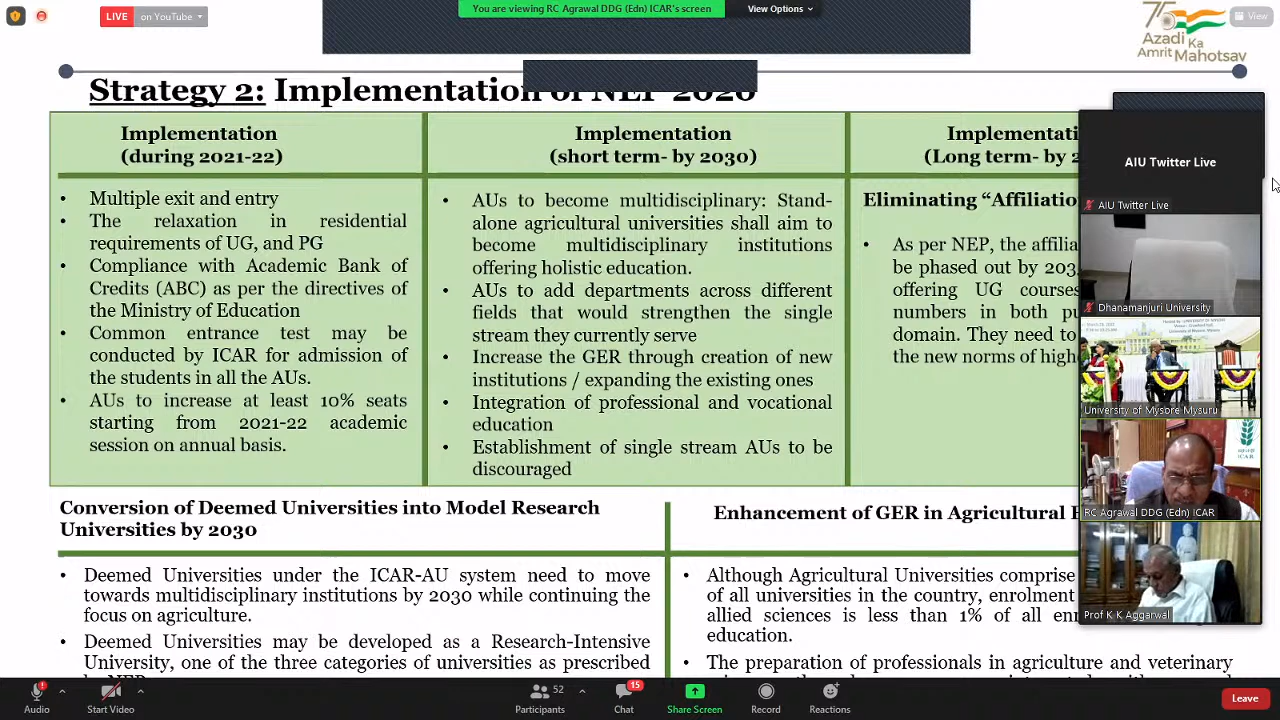 LIVE on YouTube
You are viewing RC Agrawal DDG (Edn) ICAR's screen
View Options
View
Azadi Ka
Amrit Mahotsav
Strategy 2: Implementation of NEP 2020
Implementation
(during 2021-22)
• Multiple exit and entry
• The relaxation in residential
requirements of UG, and PG
• Compliance with Academic Bank of
Credits (ABC) as per the directives of
the Ministry of Education
• Common entrance test may be
conducted by ICAR for admission of
the students in all the AUs.
• AUs to increase at least 10% seats
starting from 2021-22 academic
session on annual basis.
Implementation
(short term- by 2030)
• AUs to become multidisciplinary: Stand-
alone agricultural universities shall aim to
become multidisciplinary institutions
offering holistic education.
• AUs to add departments across different
fields that would strengthen the single
stream they currently serve
• Increase the GER through creation of new
institutions / expanding the existing ones
• Integration of professional and vocational
education
• Establishment of single stream AUs to be
discouraged
Implementati
(Long term- by 2
Eliminating “Affiliatio
• As per NEP, the affilia
be phased out by 203
offering UG courses
numbers in both pu
domain. They need to
the new norms of high
AIU Twitter Live
AIU Twitter Live
Dhanamanjuri University
University of Mysore Mysuru
ICAR
RC Agrawal DDG (Edn) ICAR
Prof K K Aggarwal
Conversion of Deemed Universities into Model Research
Universities by 2030
• Deemed Universities under the ICAR-AU system need to move
towards multidisciplinary institutions by 2030 while continuing the
focus on agriculture.
• Deemed Universities may be developed as a Research-Intensive
University, one of the three categories of universities as prescribed
Enhancement of GER in Agricultural
• Although Agricultural Universities comprise
of all universities in the country, enrolment
allied sciences is less than 1% of all en
education.
• The preparation of professionals in agriculture and veterinary
Audio
Start Video
52
Participants
15
Chat
Share Screen
Record
Reactions
Leave